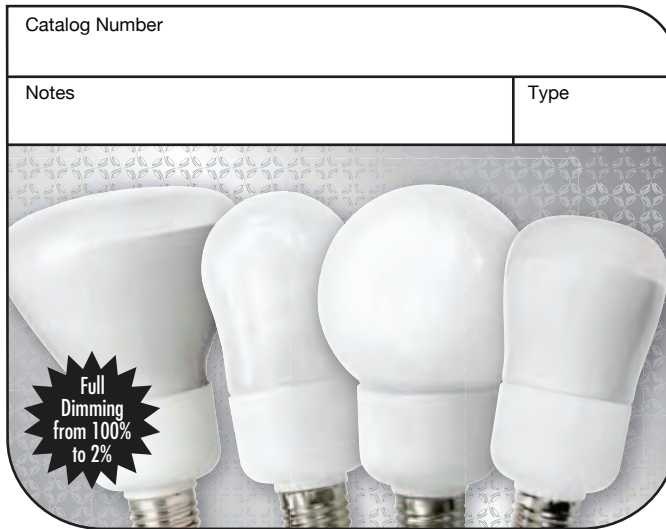 Catalog Number
Notes
Type
Full
Dimming
from 100%
to 2%